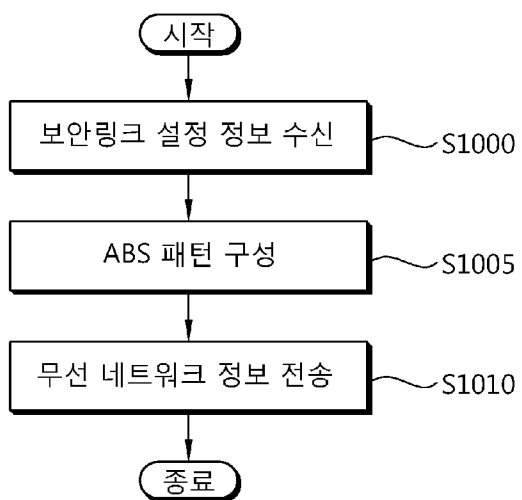 시작
보안링크 설정 정보 수신
S1000
ABS 패턴 구성
S1005
무선 네트워크 정보 전송
S1010
종료